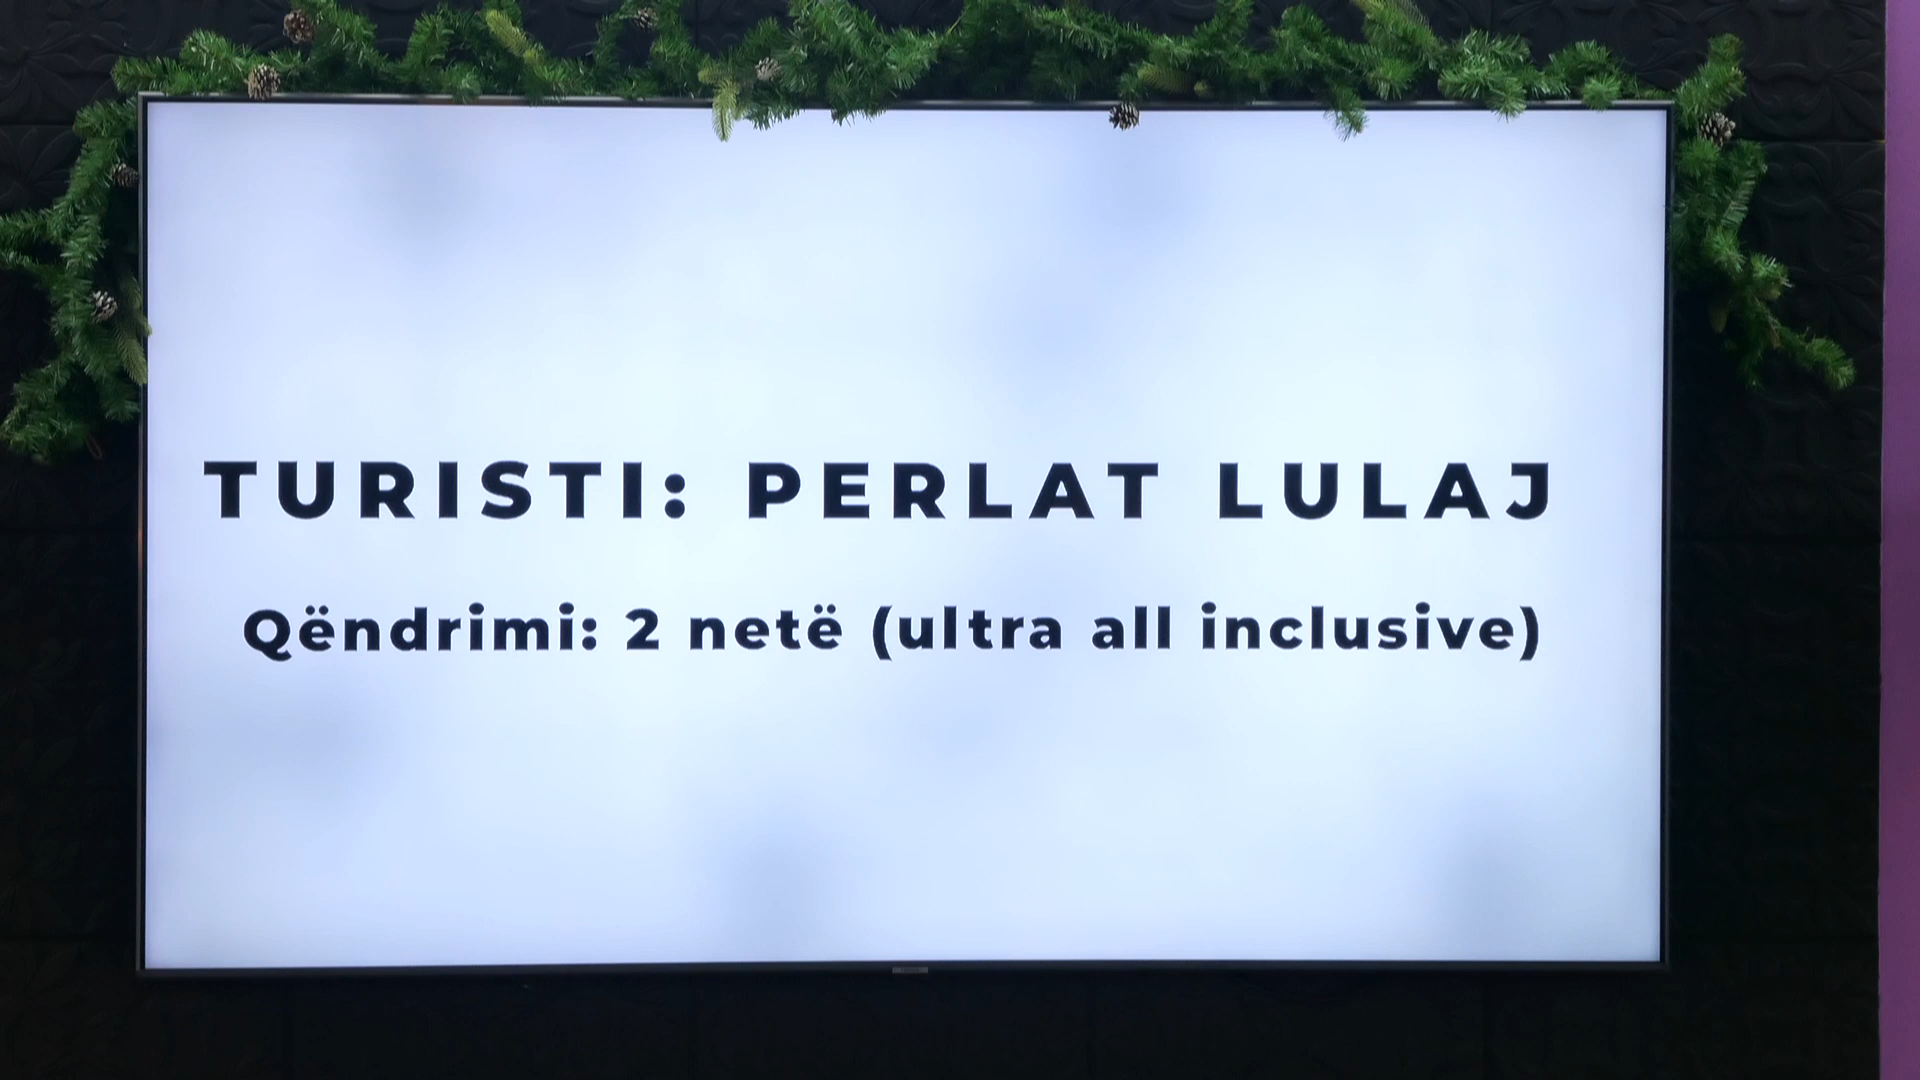 TURISTI: PERLAT LULAJ
Qëndrimi: 2 netë (ultra all inclusive)